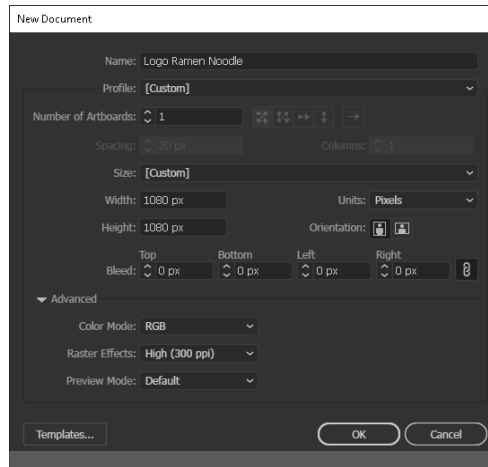 New Document
Name: Logo Ramen Noodle
Profile: [Custom]
Number of Artboards: 1
Spacing: 20 px Columns: 1
Size: [Custom]
Width: 1080 px Units: Pixels
Height: 1080 px Orientation:
Top Bottom Left Right
Bleed: 0 px 0 px 0 px 0 px
Advanced
Color Mode: RGB
Raster Effects: High (300 ppi)
Preview Mode: Default
Templates... OK Cancel